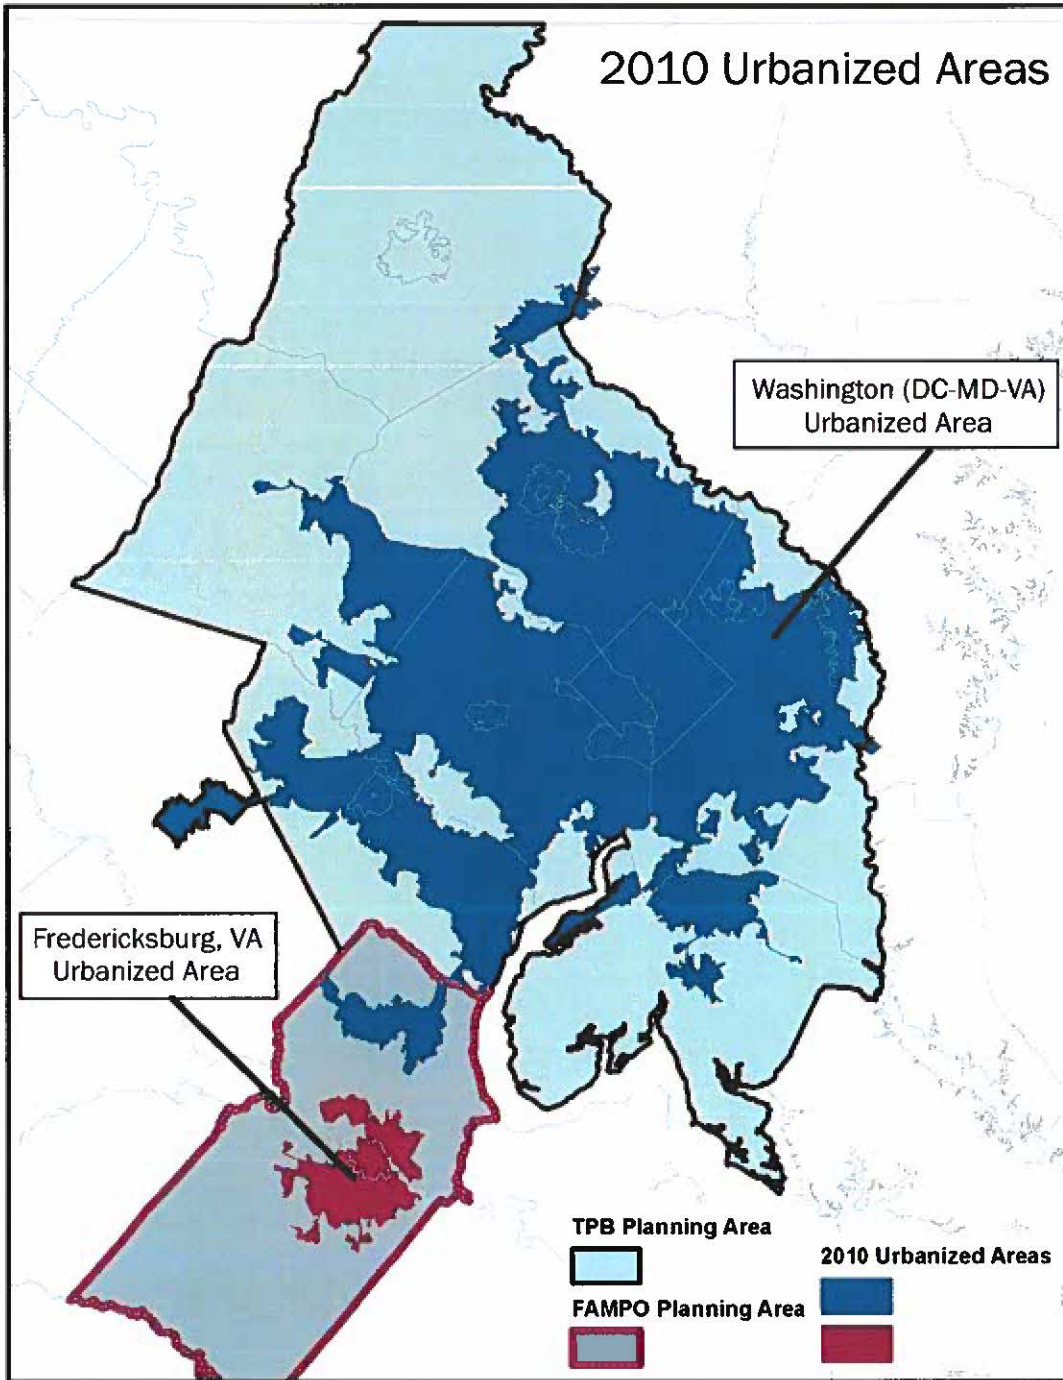 2010 Urbanized Areas
Washington (DC-MD-VA)
Urbanized Area
Fredericksburg, VA
Urbanized Area
TPB Planning Area
2010 Urbanized Areas
FAMPO Planning Area